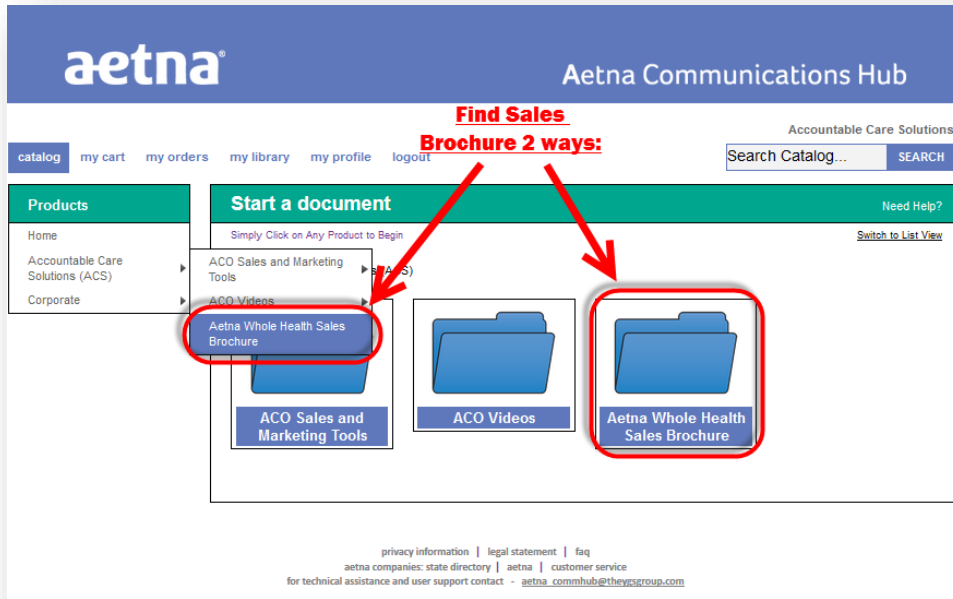 aetna®
Aetna Communications Hub
Find Sales
Brochure 2 ways:
Accountable Care Solutions
catalog my cart my orders my library my profile logout
Search Catalog... SEARCH
Products
Home
Accountable Care
Solutions (ACS)
Corporate
Start a document
Need Help?
Simply Click on Any Product to Begin
Switch to List View
ACO Sales and Marketing
Tools
ACO Videos
Aetna Whole Health Sales
Brochure
(ACS)
ACO Sales and
Marketing Tools
ACO Videos
Aetna Whole Health
Sales Brochure
privacy information | legal statement | faq
aetna companies: state directory | aetna | customer service
for technical assistance and user support contact - aetna_commhub@theygsgroup.com